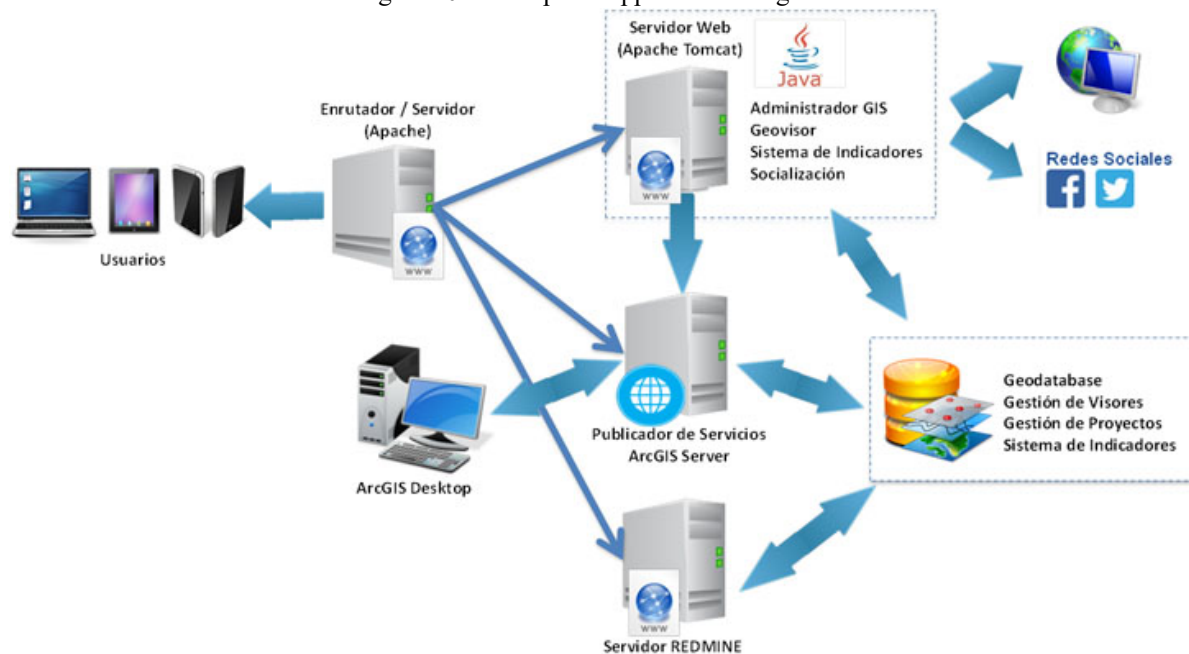 Servidor Web
(Apache Tomcat)
Java
Administrador GIS
Geovisor
Sistema de Indicadores
Socialización
www
Enrutador / Servidor
(Apache)
www
Usuarios
Redes Sociales
f
Publicador de Servicios
ArcGIS Server
ArcGIS Desktop
Geodatabase
Gestión de Visores
Gestión de Proyectos
Sistema de Indicadores
www
Servidor REDMINE